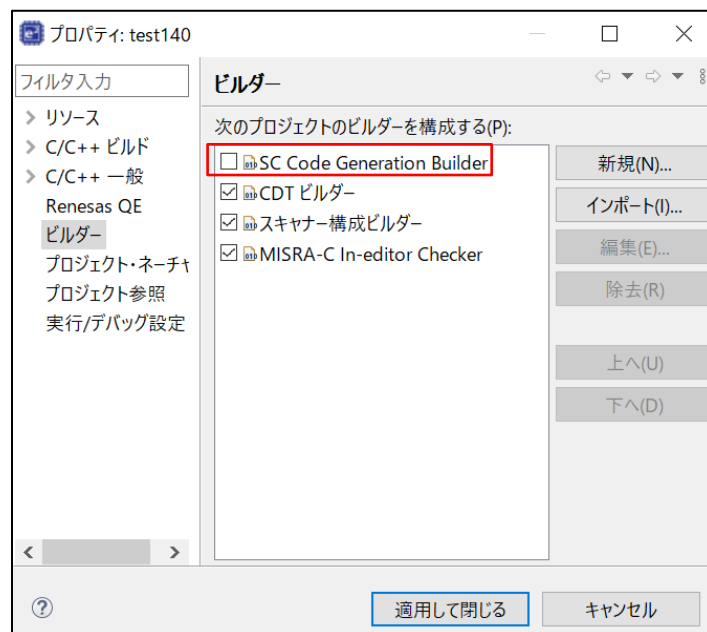 プロパティ: test140
フィルタ入力
ビルダー
リソース
C/C++ ビルド
C/C++ 一般
Renesas QE
ビルダー
プロジェクト・ネーチャ
プロジェクト参照
実行/デバッグ設定
次のプロジェクトのビルダーを構成する(P):
SC Code Generation Builder
CDT ビルダー
スキャナー構成ビルダー
MISRA-C In-editor Checker
新規(N)...
インポート(I)...
編集(E)...
除去(R)
上へ(U)
下へ(D)
適用して閉じる
キャンセル